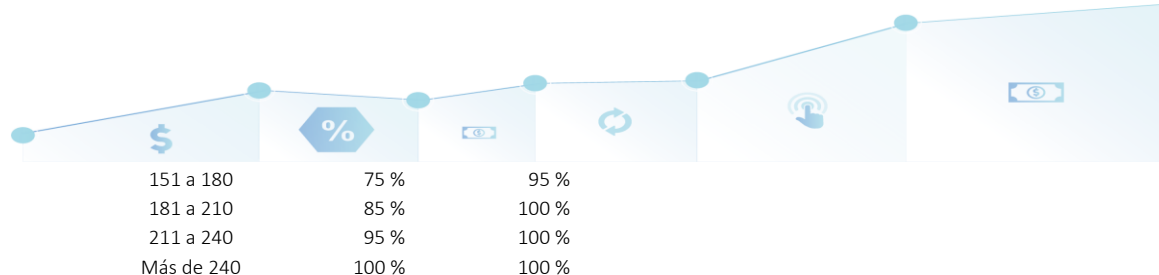 $
%
$
$
151 a 180 75 % 95 %
181 a 210 85 % 100 %
211 a 240 95 % 100 %
Más de 240 100 % 100 %